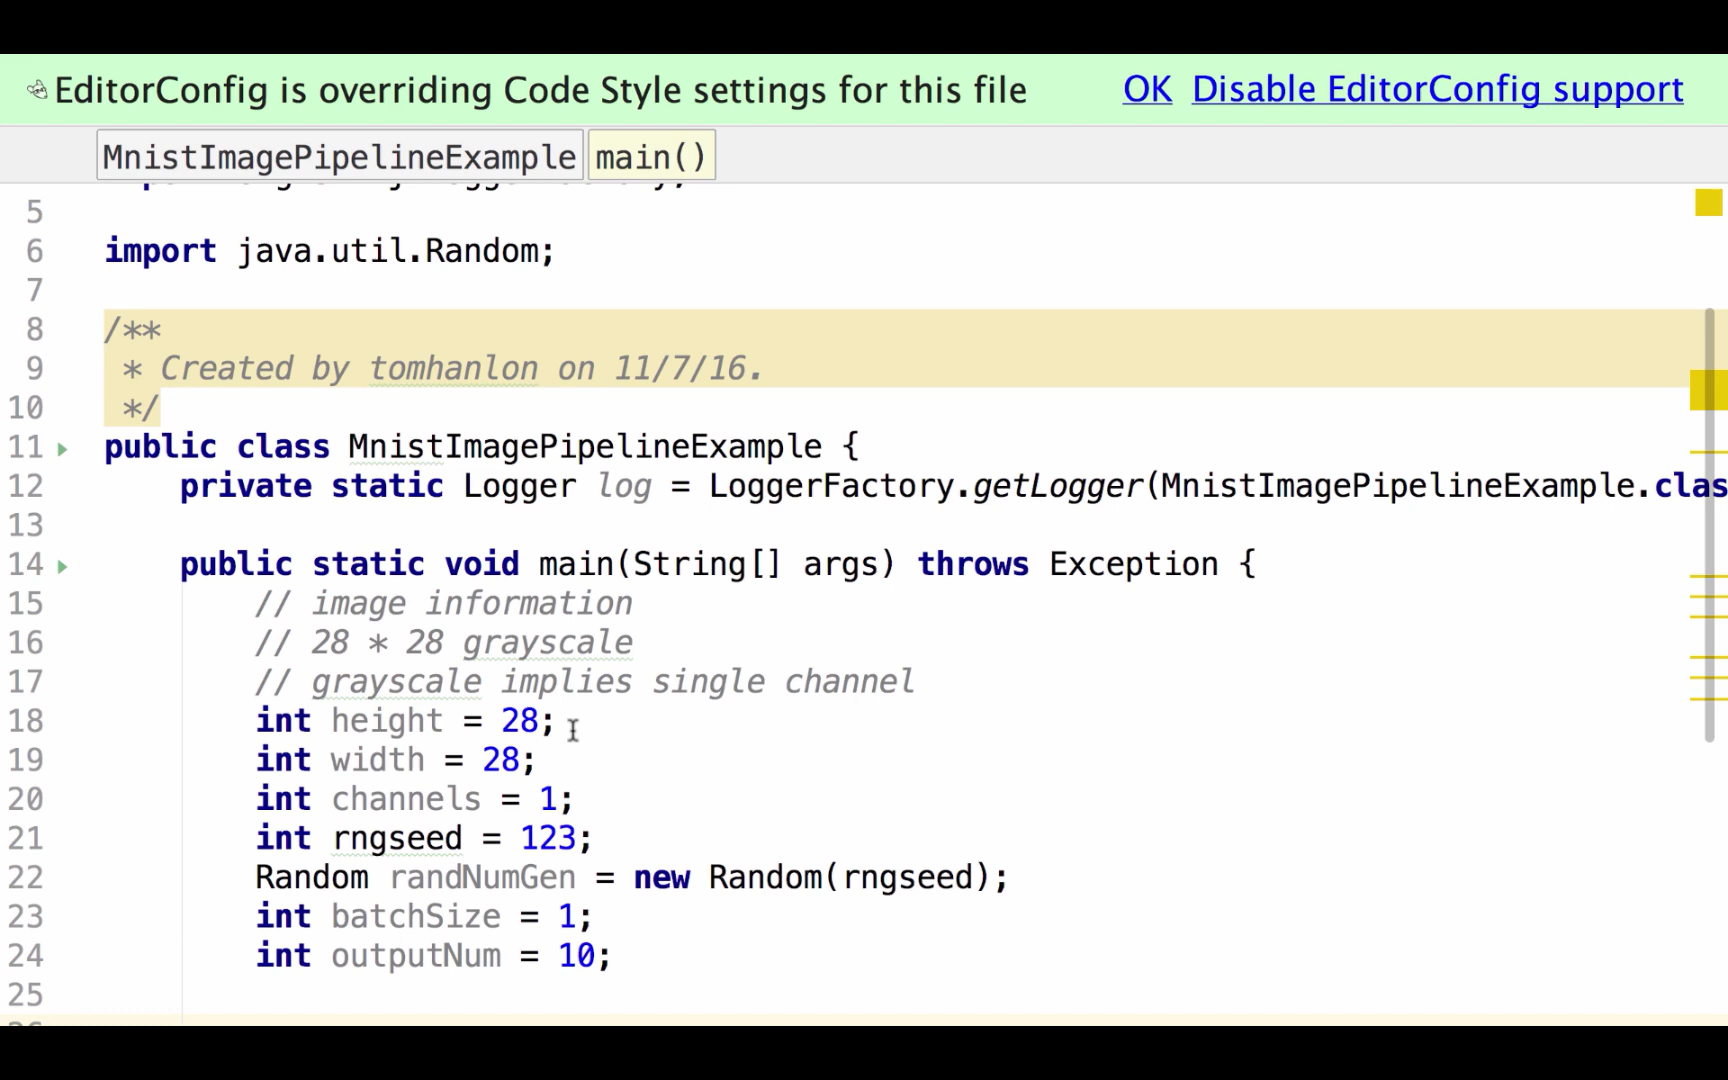 EditorConfig is overriding Code Style settings for this file OK Disable EditorConfig support
MnistImagePipelineExample main()
5
6 import java.util.Random;
7
8 /**
9 * Created by tomhanlon on 11/7/16.
10 */
11 public class MnistImagePipelineExample {
12 private static Logger log = LoggerFactory.getLogger(MnistImagePipelineExample.clas
13
14 public static void main(String[] args) throws Exception {
15 // image information
16 // 28 * 28 grayscale
17 // grayscale implies single channel
18 int height = 28;
19 int width = 28;
20 int channels = 1;
21 int rngseed = 123;
22 Random randNumGen = new Random(rngseed);
23 int batchSize = 1;
24 int outputNum = 10;
25